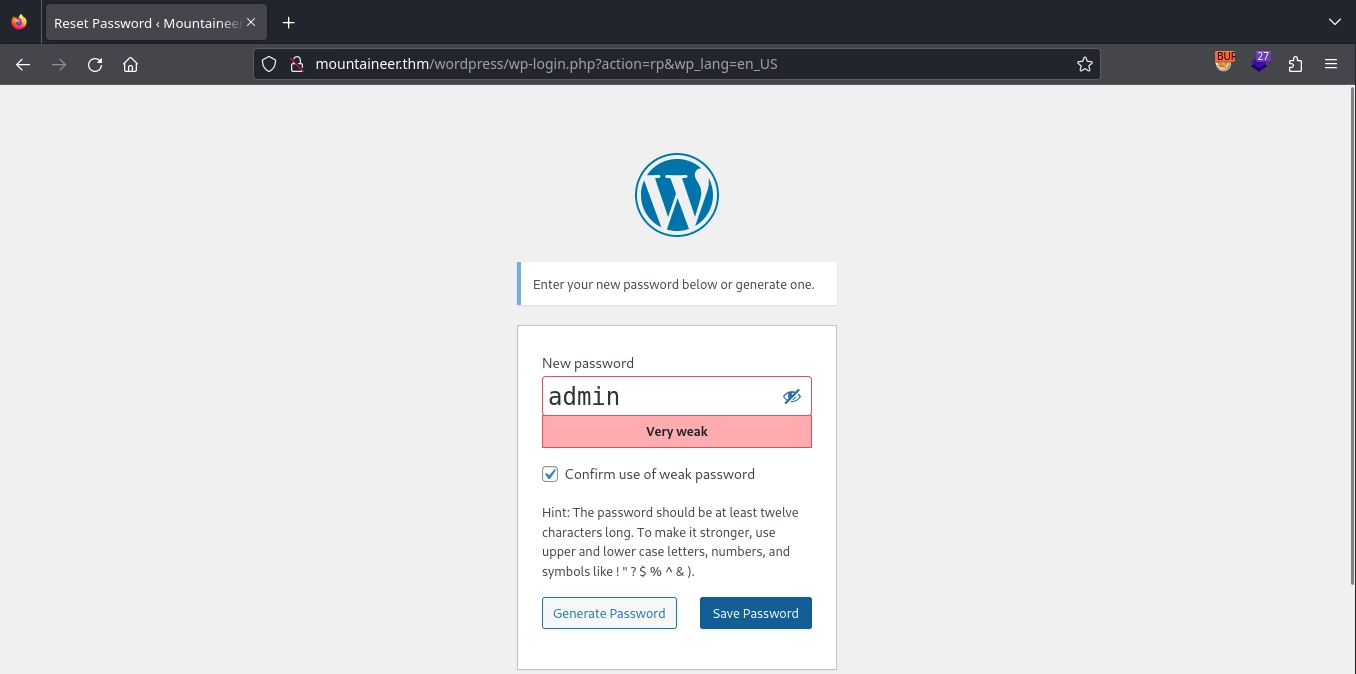 Reset Password ‹ Mountaineer
mountaineer.thm/wordpress/wp-login.php?action=rp&wp_lang=en_US
BUR
27
Enter your new password below or generate one.
New password
admin
Very weak
Confirm use of weak password
Hint: The password should be at least twelve
characters long. To make it stronger, use
upper and lower case letters, numbers, and
symbols like ! " ? $ % ^ & ).
Generate Password
Save Password